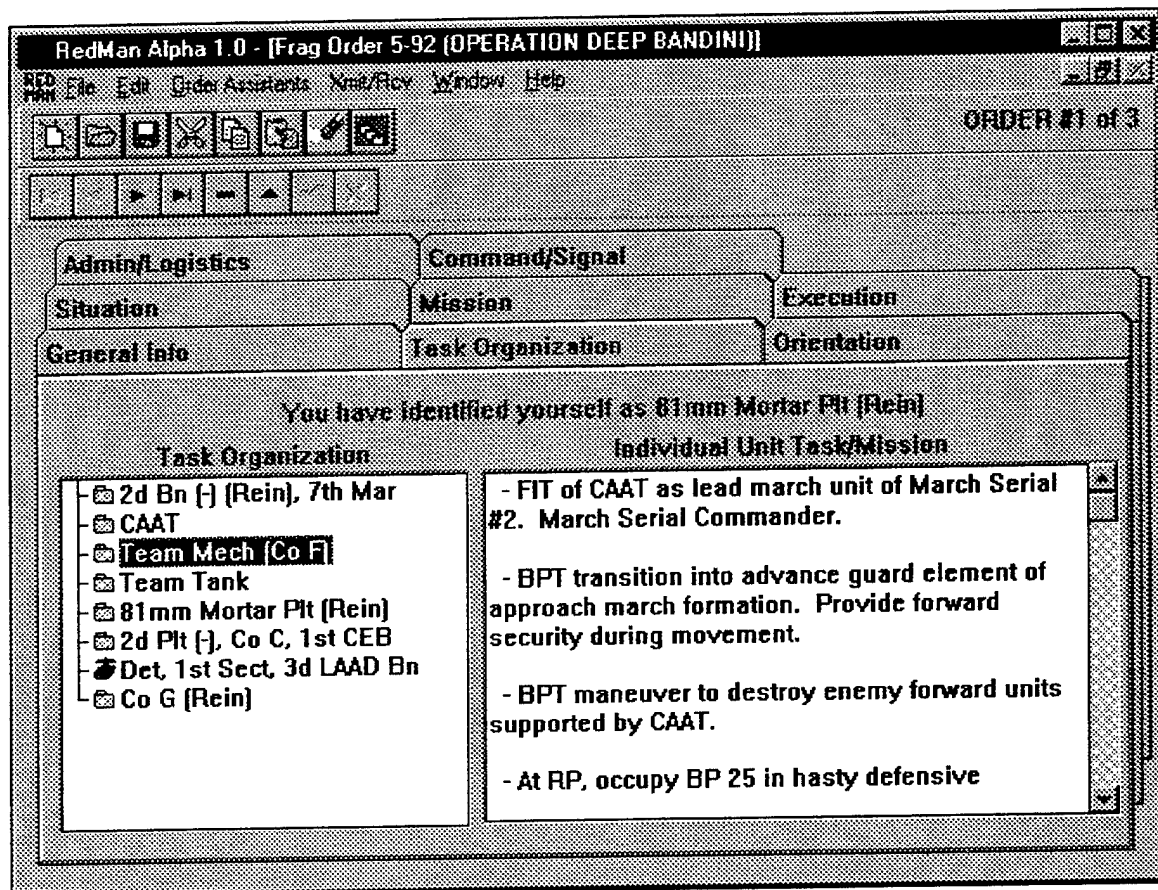 RedMan Alpha 1.0 - [Frag Order 5-92 (OPERATION DEEP BANDINI)]
RED MAN File Edit Order Assistants Xmit/Rcv Window Help
ORDER #1 of 3
Admin/Logistics Command/Signal
Situation Mission Execution
General Info Task Organization Orientation
You have identified yourself as 81mm Mortar Plt (Rein)
Task Organization
2d Bn (-) (Rein), 7th Mar
CAAT
Team Mech (Co F)
Team Tank
81mm Mortar Plt (Rein)
2d Plt (-), Co C, 1st CEB
Det, 1st Sect, 3d LAAD Bn
Co G (Rein)
Individual Unit Task/Mission
- FIT of CAAT as lead march unit of March Serial
#2. March Serial Commander.
- BPT transition into advance guard element of
approach march formation. Provide forward
security during movement.
- BPT maneuver to destroy enemy forward units
supported by CAAT.
- At RP, occupy BP 25 in hasty defensive